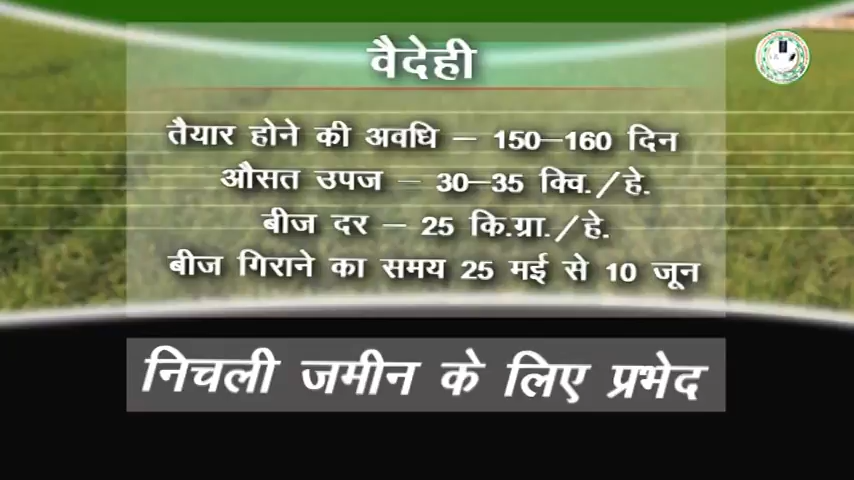 वैदेही
तैयार होने की अवधि – 150–160 दिन
औसत उपज – 30–35 क्वि./हे.
बीज दर – 25 कि.ग्रा./हे.
बीज गिराने का समय 25 मई से 10 जून
निचली जमीन के लिए प्रभेद